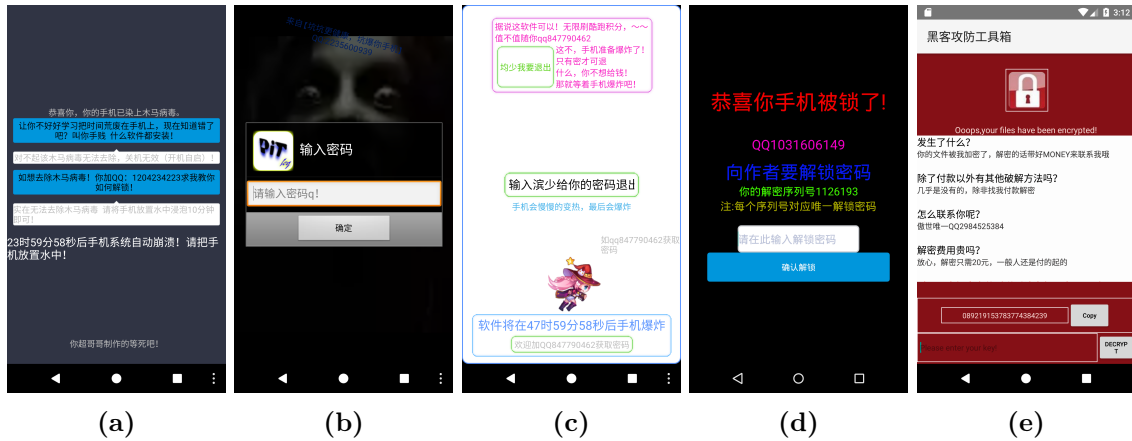 恭喜你，你的手机已染上木马病毒。
让你不好好学习把时间荒废在手机上，现在知道错了
吧？叫你手贱 什么软件都安装！
对不起该木马病毒无法去除，关机无效（开机自启）！
如想去除木马病毒！你加QQ：1204234223求我教你
如何解锁！
实在无法去除木马病毒 请将手机放置水中浸泡10分钟
即可！
23时59分58秒后手机系统自动崩溃！请把手
机放置水中！
你超哥哥制作的等死吧！
(a)
输入密码
请输入密码q!
确定
(b)
据说这软件可以！无限刷酷跑积分，～～
值不值随你qq847790462
均少我要退出
这不，手机准备爆炸了！
只有密才可退
什么，你不想给钱！
那就等着手机爆炸吧！
输入滨少给你的密码退出
手机会慢慢的变热，最后会爆炸
如qq847790462获取
密码
软件将在47时59分58秒后手机爆炸
欢迎加QQ847790462获取密码
(c)
恭喜你手机被锁了!
QQ1031606149
向作者要解锁密码
你的解密序列号1126193
注:每个序列号对应唯一解锁密码
请在此输入解锁密码
确认解锁
(d)
3:12
黑客攻防工具箱
Ooops,your files have been encrypted!
发生了什么？
你的文件被我加密了，解密的话带好MONEY来联系我哦
除了付款以外有其他破解方法吗？
几乎是没有的，除非找我付款解密
怎么联系你呢？
傲世唯一QQ2984525384
解密费用贵吗？
放心，解密只需20元，一般人还是付的起的
089219153783774384239
Copy
Please enter your key!
DECRYP
T
(e)